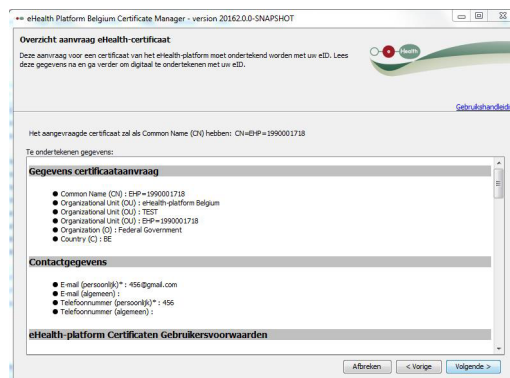 eHealth Platform Belgium Certificate Manager - version 20162.0.0-SNAPSHOT
Overzicht aanvraag eHealth-certificaat
Deze aanvraag voor een certificaat van het eHealth-platform moet ondertekend worden met uw eID. Lees
deze gegevens na en ga verder om digitaal te ondertekenen met uw eID.
Health
Gebruikshandleidi
Het aangevraagde certificaat zal als Common Name (CN) hebben: CN=EHP=1990001718
Te ondertekenen gegevens:
Gegevens certificaataanvraag
● Common Name (CN) : EHP=1990001718
● Organizational Unit (OU) : eHealth-platform Belgium
● Organizational Unit (OU) : TEST
● Organizational Unit (OU) : EHP=1990001718
● Organization (O) : Federal Government
● Country (C) : BE
Contactgegevens
● E-mail (persoonlijk)* : 456@gmail.com
● E-mail (algemeen) :
● Telefoonnummer (persoonlijk)* : 456
● Telefoonnummer (algemeen) :
eHealth-platform Certificaten Gebruikersvoorwaarden
Afbreken
< Vorige
Volgende >